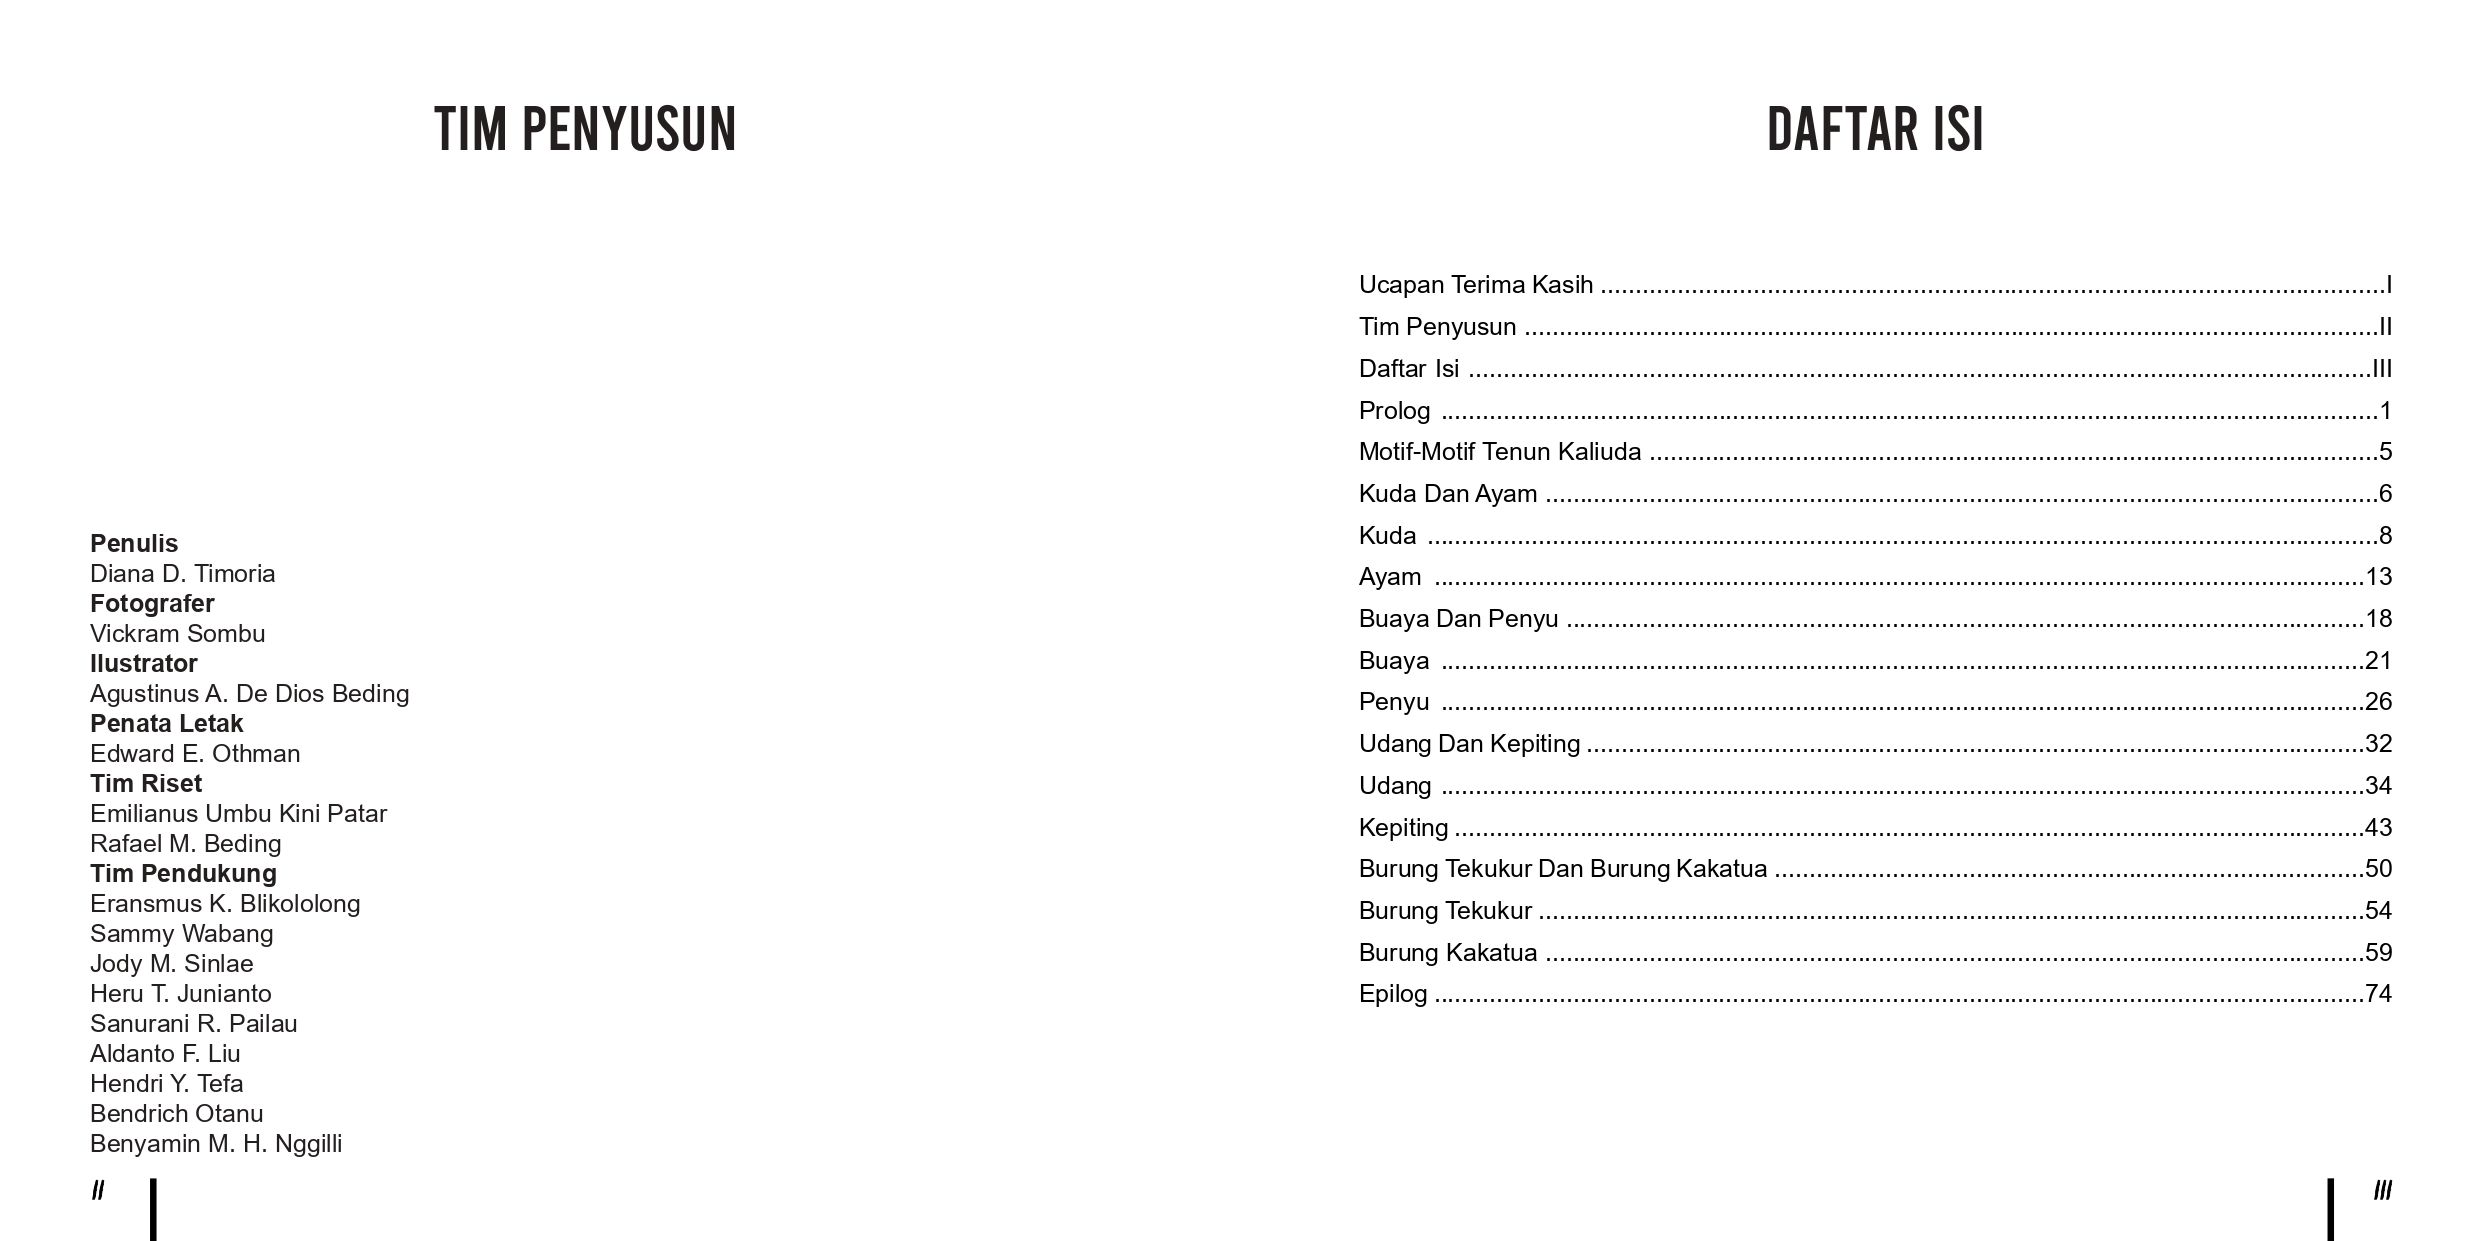 TIM PENYUSUN
Penulis
Diana D. Timoria
Fotografer
Vickram Sombu
Ilustrator
Agustinus A. De Dios Beding
Penata Letak
Edward E. Othman
Tim Riset
Emilianus Umbu Kini Patar
Rafael M. Beding
Tim Pendukung
Eransmus K. Blikololong
Sammy Wabang
Jody M. Sinlae
Heru T. Junianto
Sanurani R. Pailau
Aldanto F. Liu
Hendri Y. Tefa
Bendrich Otanu
Benyamin M. H. Nggilli
II
DAFTAR ISI
Ucapan Terima Kasih ........................................I
Tim Penyusun ........................................II
Daftar Isi ........................................III
Prolog ........................................1
Motif-Motif Tenun Kaliuda ........................................5
Kuda Dan Ayam ........................................6
Kuda ........................................8
Ayam ........................................13
Buaya Dan Penyu ........................................18
Buaya ........................................21
Penyu ........................................26
Udang Dan Kepiting ........................................32
Udang ........................................34
Kepiting ........................................43
Burung Tekukur Dan Burung Kakatua ........................................50
Burung Tekukur ........................................54
Burung Kakatua ........................................59
Epilog ........................................74
III